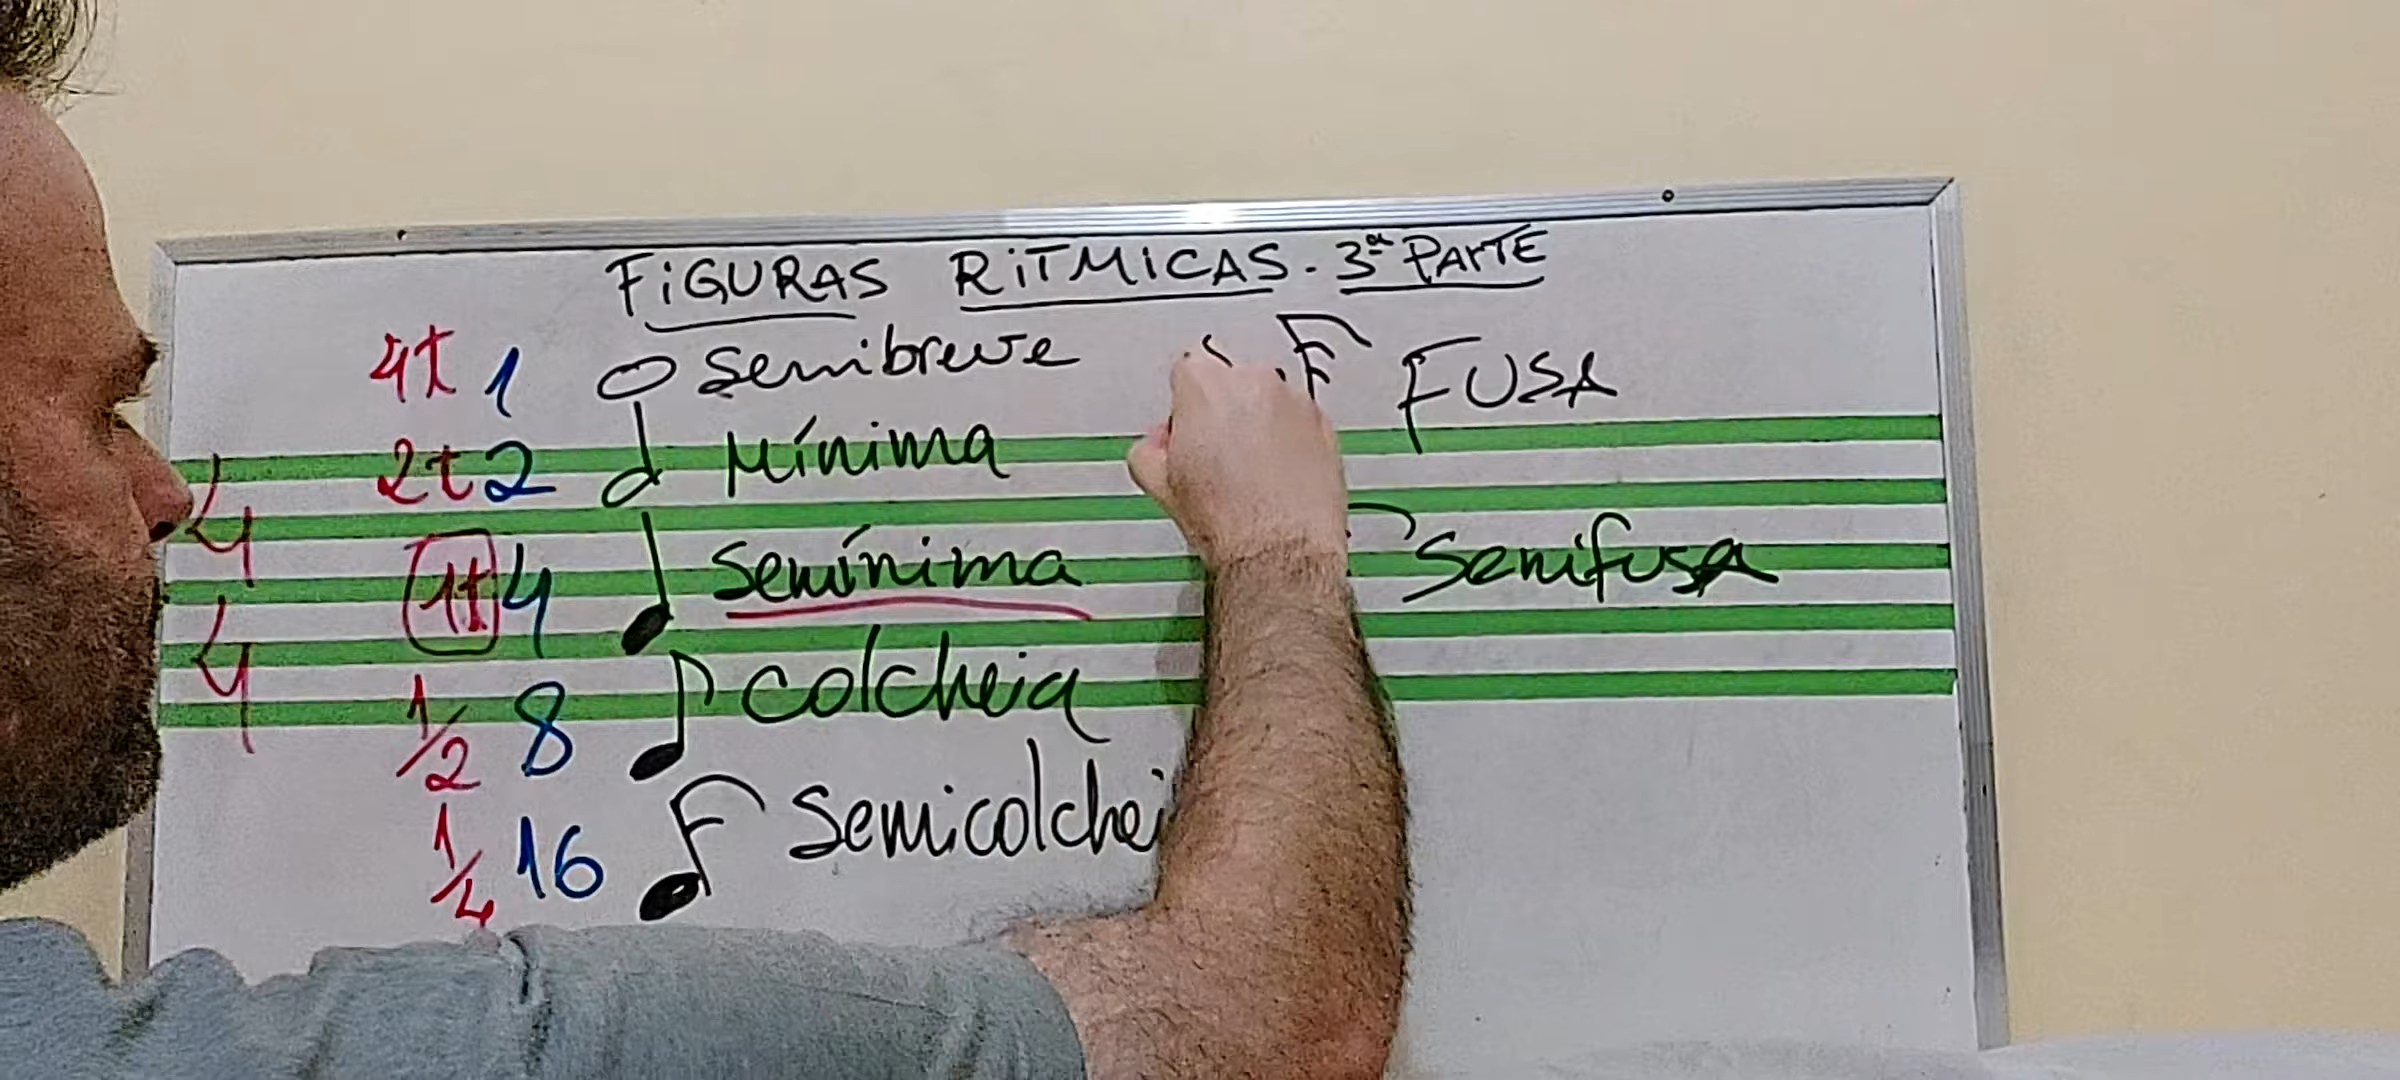 FiGURAS RiTMiCAS. 3ª PArTE
4t 1 semibreve
2t 2 Mínima
4
4
1t 4 semínima
1/2 8 colcheia
1/4 16 semicolchei
FUSA
Semifusa